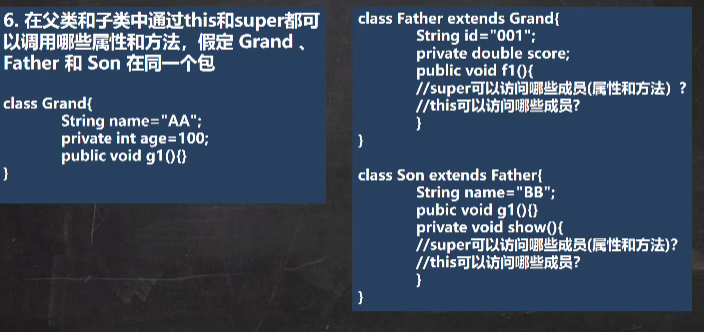 6. 在父类和子类中通过this和super都可
以调用哪些属性和方法，假定 Grand 、
Father 和 Son 在同一个包
class Grand{
String name="AA";
private int age=100;
public void g1(){}
}
class Father extends Grand{
String id="001";
private double score;
public void f1(){
//super可以访问哪些成员(属性和方法）?
//this可以访问哪些成员?
}
}
class Son extends Father{
String name="BB";
pubic void g1(){}
private void show(){
//super可以访问哪些成员(属性和方法)?
//this可以访问哪些成员?
}
}